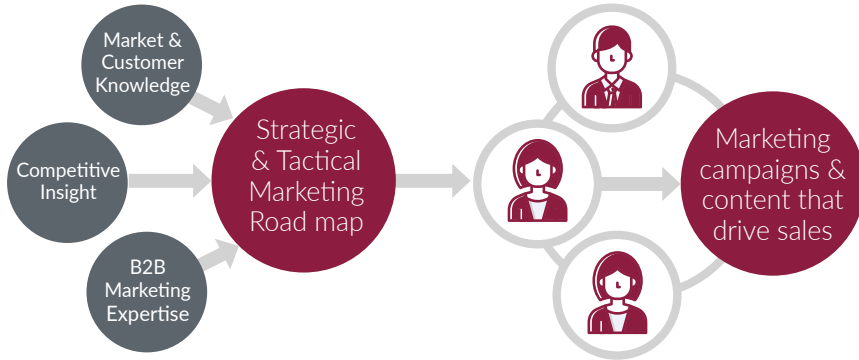 Market &
Customer
Knowledge
Competitive
Insight
B2B
Marketing
Expertise
Strategic
& Tactical
Marketing
Road map
Marketing
campaigns &
content that
drive sales